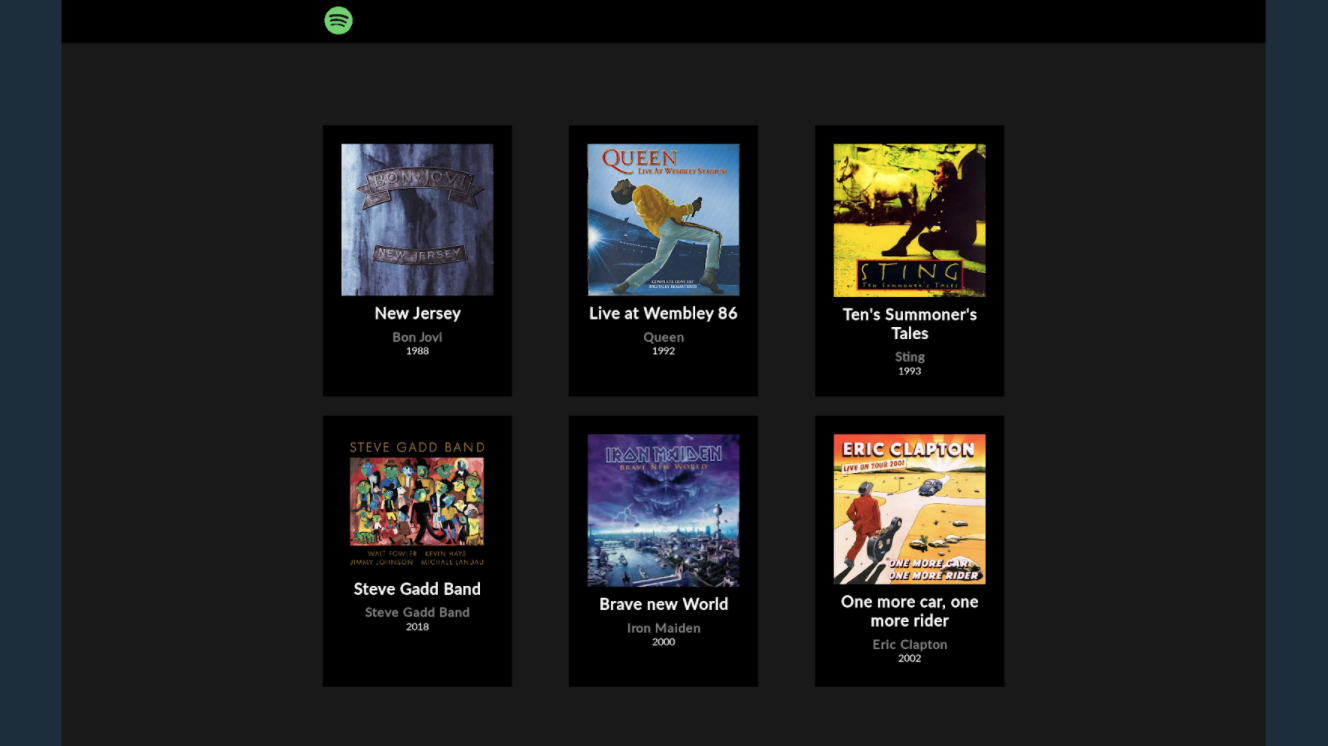 BON JOVI
NEW JERSEY
New Jersey
Bon Jovi
1988
QUEEN
LIVE AT WEMBLEY STADIUM
Live at Wembley 86
Queen
1992
STING
TEN SUMMONER'S TALES
Ten's Summoner's
Tales
Sting
1993
STEVE GADD BAND
WALT FOWLER KEVIN HAYS
JIMMY JOHNSON MICHAEL LANDAU
Steve Gadd Band
Steve Gadd Band
2018
IRON MAIDEN
BRAVE NEW WORLD
Brave new World
Iron Maiden
2000
ERIC CLAPTON
LIVE ON TOUR 2001
ONE MORE CAR
ONE MORE RIDER
One more car, one
more rider
Eric Clapton
2002